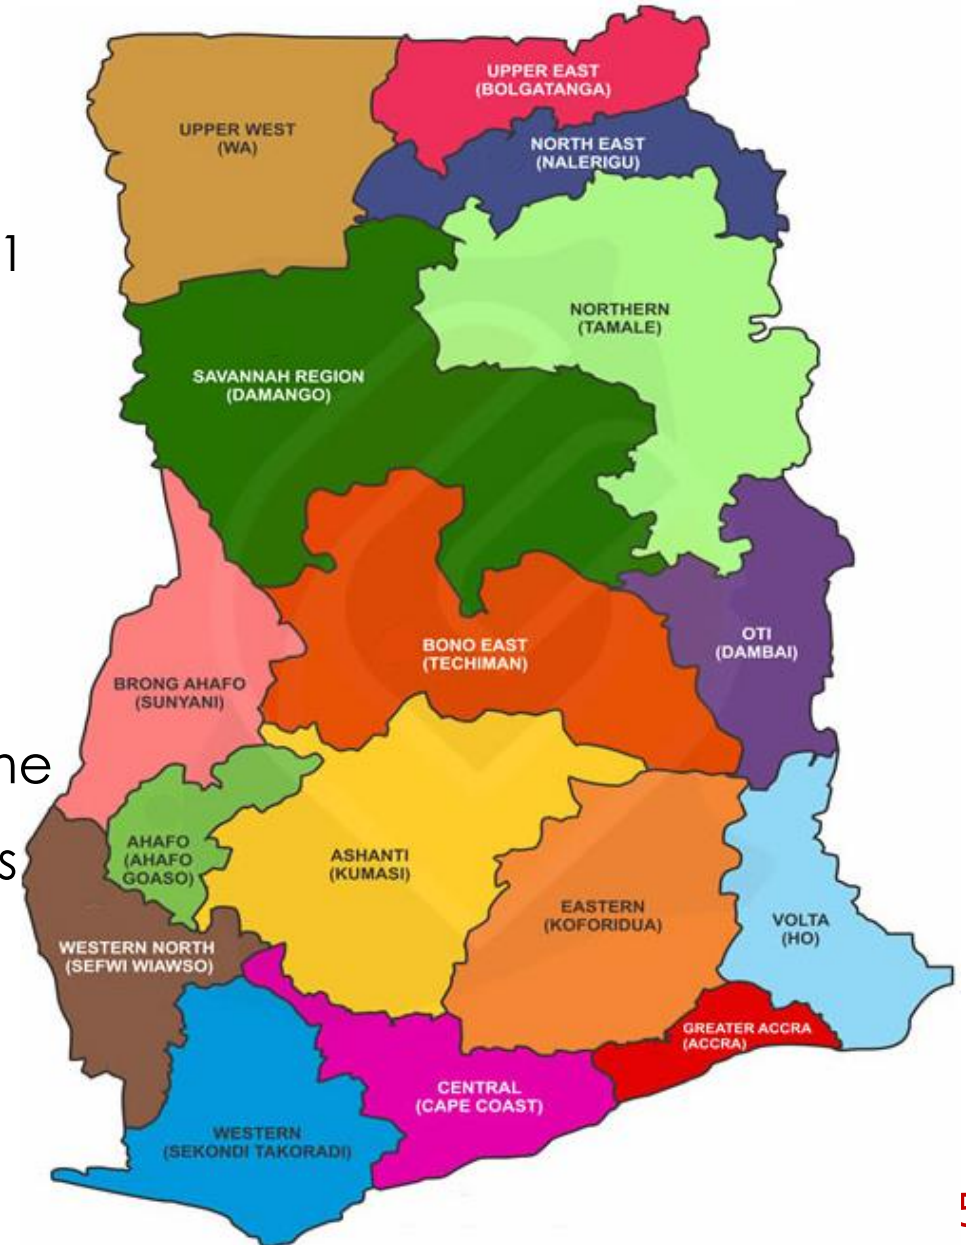 UPPER EAST
(BOLGATANGA)
UPPER WEST
(WA)
NORTH EAST
(NALERIGU)
1
NORTHERN
(TAMALE)
SAVANNAH REGION
(DAMANGO)
OTI
(DAMBAI)
BONO EAST
(TECHIMAN)
BRONG AHAFO
(SUNYANI)
ne
s
AHAFO
(AHAFO
GOASO)
ASHANTI
(KUMASI)
EASTERN
(KOFORIDUA)
VOLTA
(HO)
WESTERN NORTH
(SEFWI WIAWSO)
GREATER ACCRA
(ACCRA)
CENTRAL
(CAPE COAST)
WESTERN
(SEKONDI TAKORADI)
5